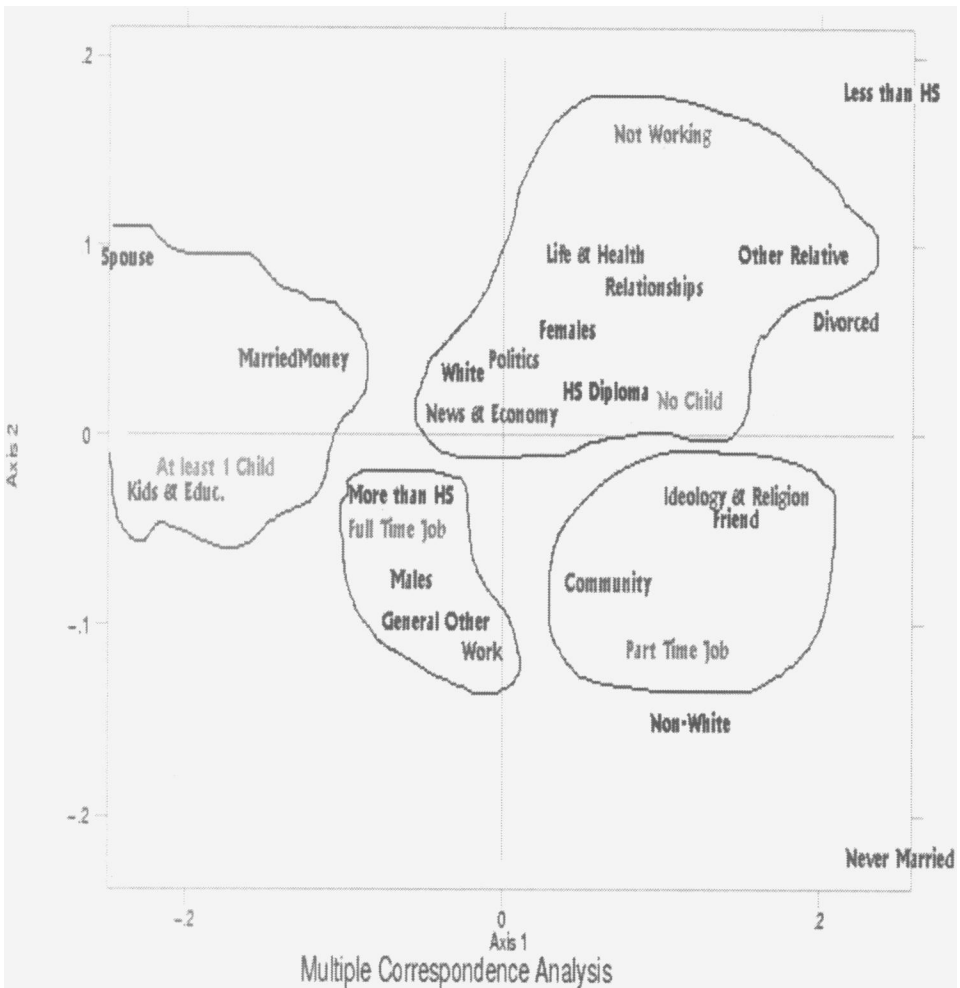 .2
Less than HS
Not Working
1
Spouse
Life & Health
Other Relative
Relationships
Divorced
Females
MarriedMoney
Politics
White
HS Diploma
No Child
News & Economy
0
Axis 2
At least 1 Child
Kids & Educ.
More than HS
Ideology & Religion
Friend
Full Time Job
Males
Community
-.1
General Other
Work
Part Time Job
Non-White
-.2
Never Married
-.2
0
.2
Axis 1
Multiple Correspondence Analysis